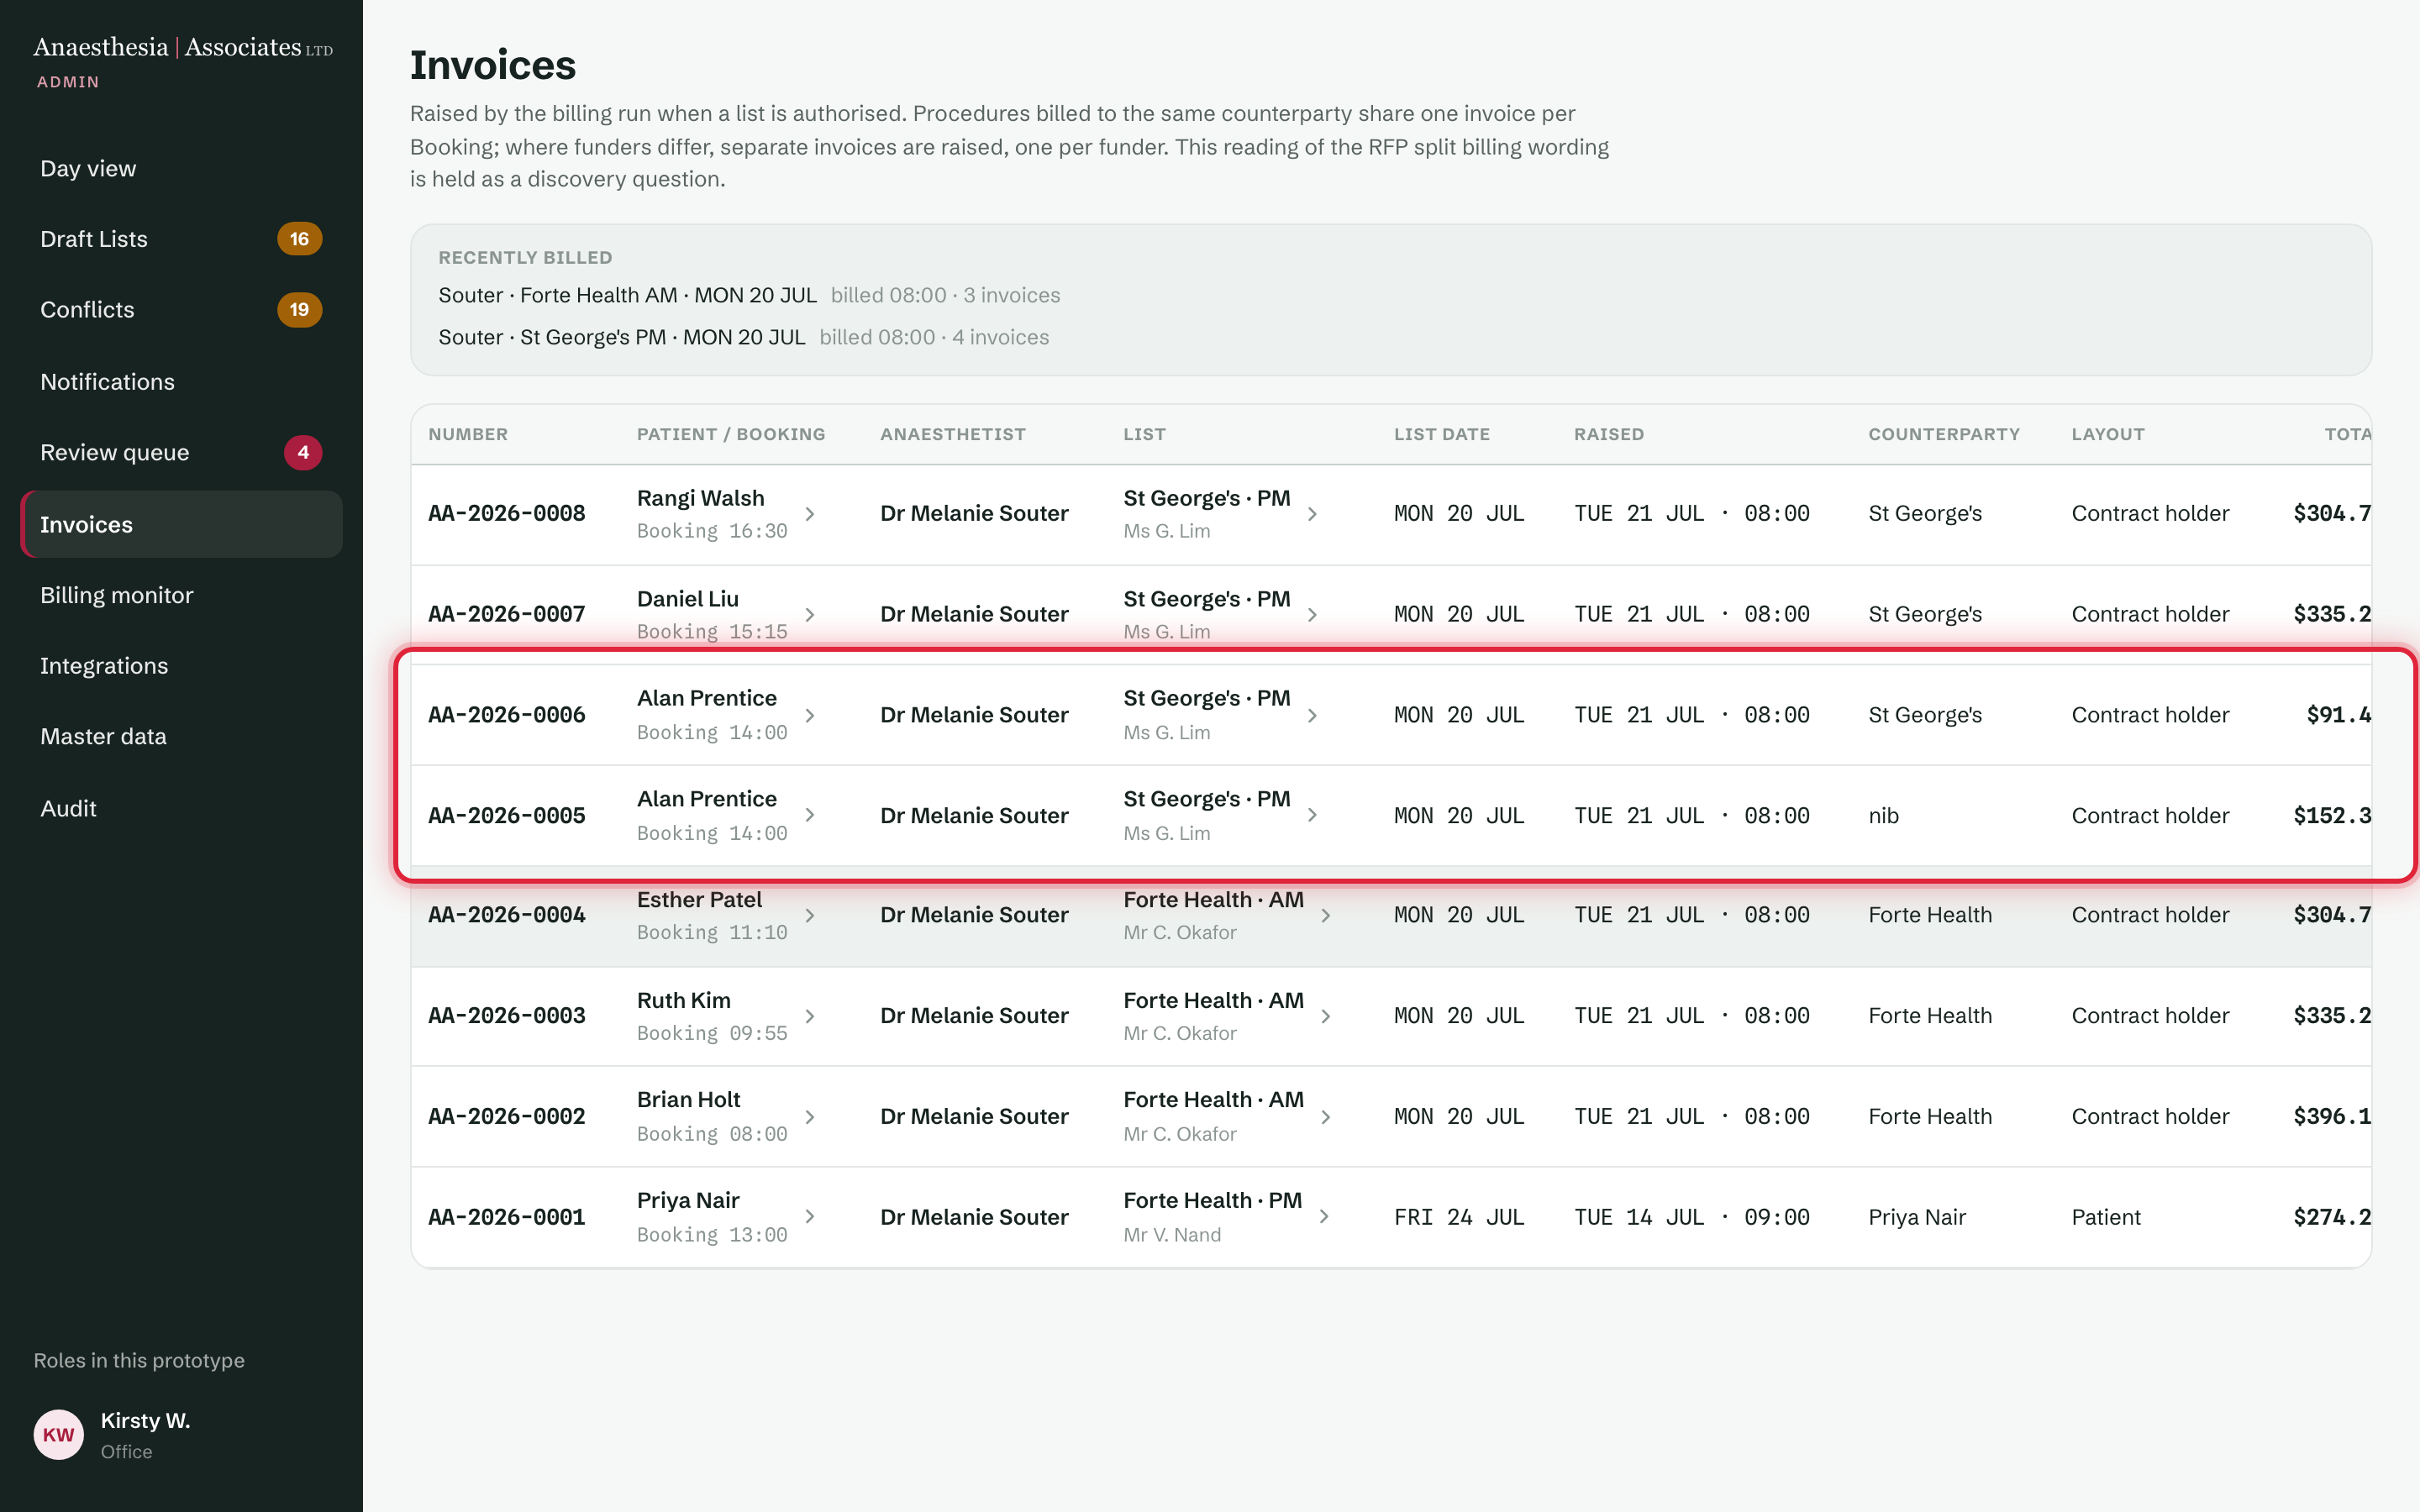 Anaesthesia | Associates LTD
ADMIN
Day view
Draft Lists 16
Conflicts 19
Notifications
Review queue 4
Invoices
Billing monitor
Integrations
Master data
Audit
Roles in this prototype
KW Kirsty W.
Office
Invoices
Raised by the billing run when a list is authorised. Procedures billed to the same counterparty share one invoice per
Booking; where funders differ, separate invoices are raised, one per funder. This reading of the RFP split billing wording
is held as a discovery question.
RECENTLY BILLED
Souter · Forte Health AM · MON 20 JUL billed 08:00 · 3 invoices
Souter · St George's PM · MON 20 JUL billed 08:00 · 4 invoices
NUMBER PATIENT / BOOKING ANAESTHETIST LIST LIST DATE RAISED COUNTERPARTY LAYOUT TOTA
AA-2026-0008 Rangi Walsh Dr Melanie Souter St George's · PM MON 20 JUL TUE 21 JUL · 08:00 St George's Contract holder $304.7
Booking 16:30 Ms G. Lim
AA-2026-0007 Daniel Liu Dr Melanie Souter St George's · PM MON 20 JUL TUE 21 JUL · 08:00 St George's Contract holder $335.2
Booking 15:15 Ms G. Lim
AA-2026-0006 Alan Prentice Dr Melanie Souter St George's · PM MON 20 JUL TUE 21 JUL · 08:00 St George's Contract holder $91.4
Booking 14:00 Ms G. Lim
AA-2026-0005 Alan Prentice Dr Melanie Souter St George's · PM MON 20 JUL TUE 21 JUL · 08:00 nib Contract holder $152.3
Booking 14:00 Ms G. Lim
AA-2026-0004 Esther Patel Dr Melanie Souter Forte Health · AM MON 20 JUL TUE 21 JUL · 08:00 Forte Health Contract holder $304.7
Booking 11:10 Mr C. Okafor
AA-2026-0003 Ruth Kim Dr Melanie Souter Forte Health · AM MON 20 JUL TUE 21 JUL · 08:00 Forte Health Contract holder $335.2
Booking 09:55 Mr C. Okafor
AA-2026-0002 Brian Holt Dr Melanie Souter Forte Health · AM MON 20 JUL TUE 21 JUL · 08:00 Forte Health Contract holder $396.1
Booking 08:00 Mr C. Okafor
AA-2026-0001 Priya Nair Dr Melanie Souter Forte Health · PM FRI 24 JUL TUE 14 JUL · 09:00 Priya Nair Patient $274.2
Booking 13:00 Mr V. Nand